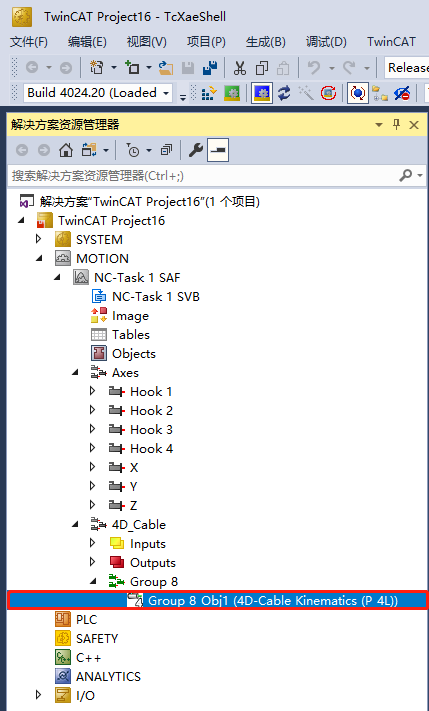 TwinCAT Project16 - TcXaeShell
文件(F) 编辑(E) 视图(V) 项目(P) 生成(B) 调试(D) TwinCAT
Release
Build 4024.20 (Loaded
解决方案资源管理器
搜索解决方案资源管理器(Ctrl+;)
解决方案"TwinCAT Project16"(1 个项目)
TwinCAT Project16
SYSTEM
MOTION
NC-Task 1 SAF
NC-Task 1 SVB
Image
Tables
Objects
Axes
Hook 1
Hook 2
Hook 3
Hook 4
X
Y
Z
4D_Cable
Inputs
Outputs
Group 8
Group 8 Obj1 (4D-Cable Kinematics (P 4L))
PLC
SAFETY
C++
ANALYTICS
I/O